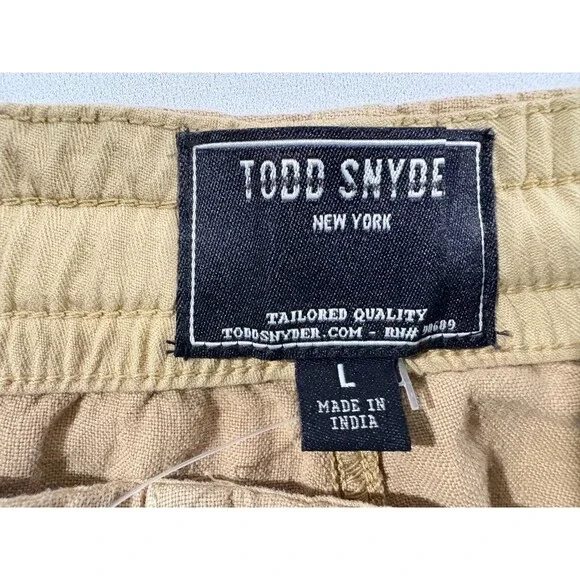 TODD SNYDE
NEW YORK
TAILORED QUALITY
TODDSNYDER.COM - RN#
L
MADE IN
INDIA